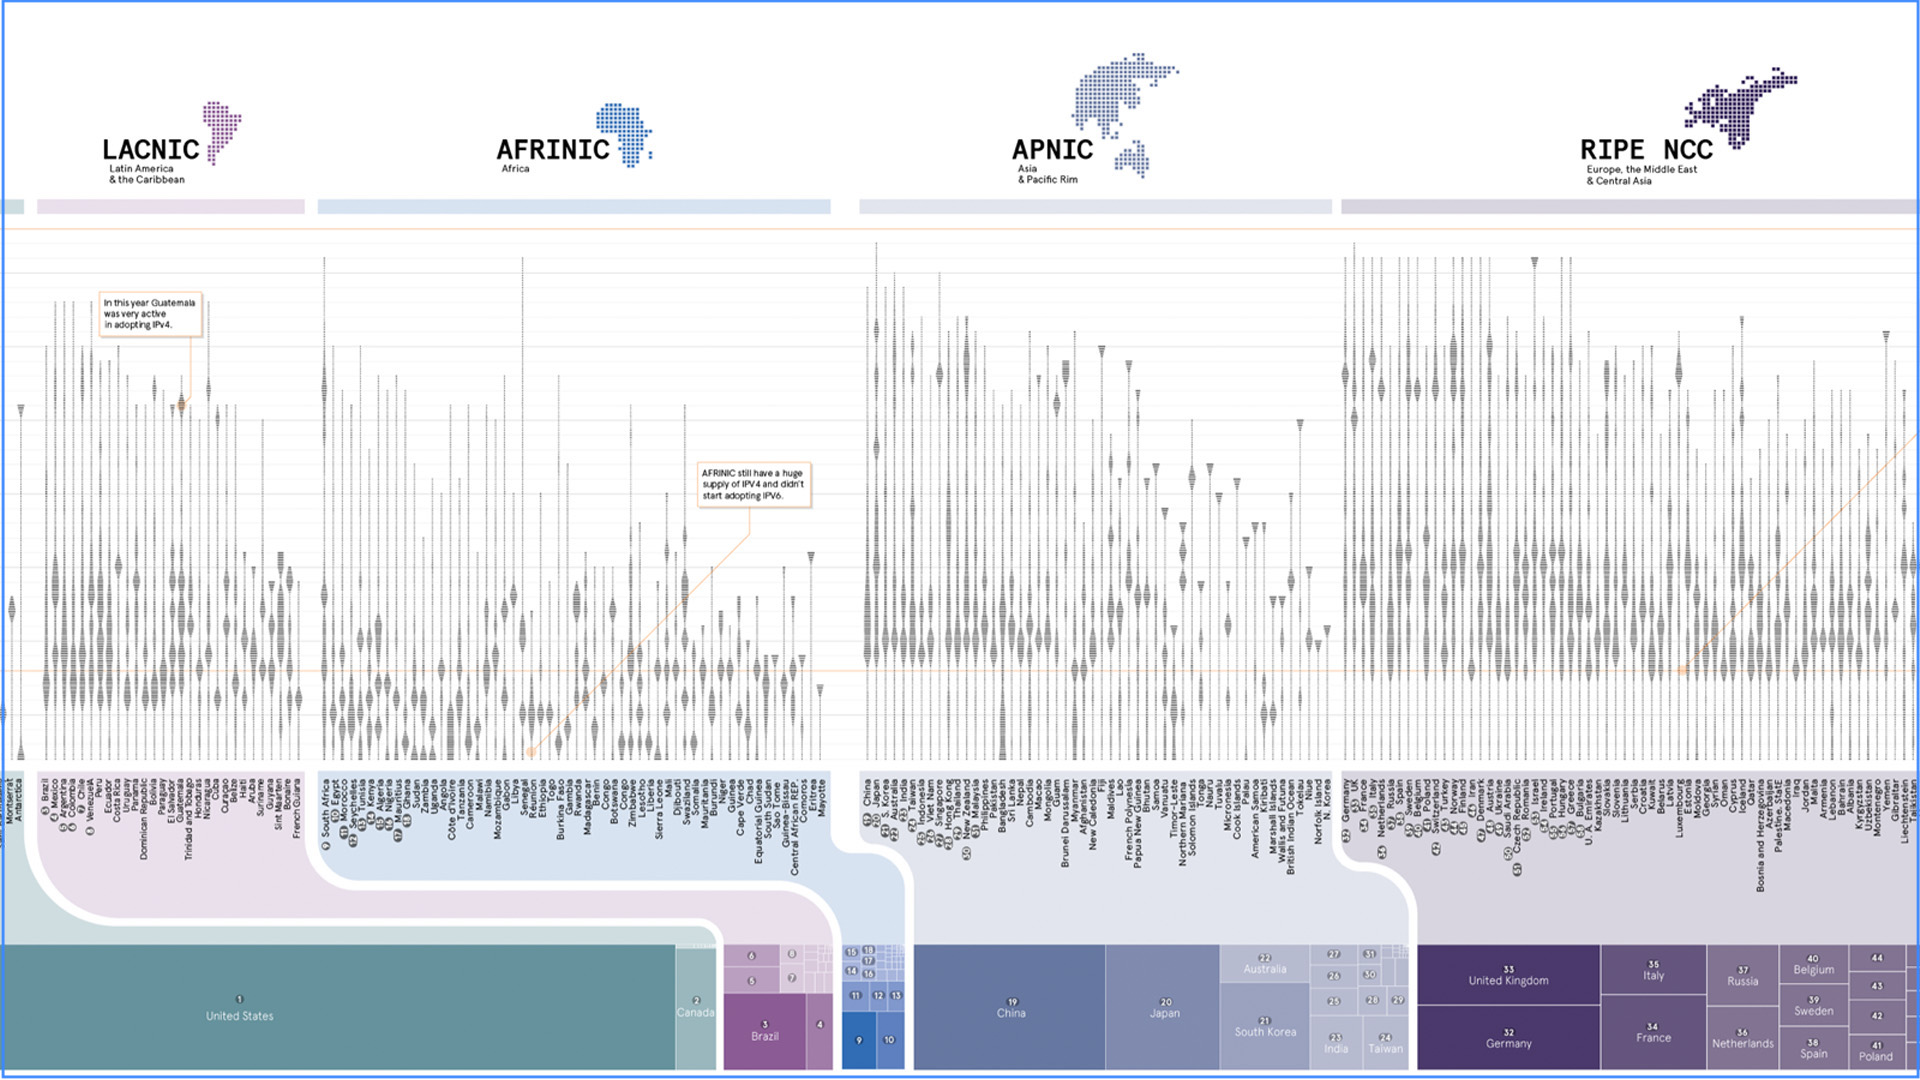 LACNIC
Latin America
& the Caribbean
AFRINIC
Africa
APNIC
Asia
& Pacific Rim
RIPE NCC
Europe, the Middle East
& Central Asia
In this year Guatemala
was very active
in adopting IPv4.
AFRINIC still have a huge
supply of IPV4 and didn't
start adopting IPV6.
Montserrat
Antarctica
Brazil
Mexico
Argentina
Colombia
Chile
Peru
Ecuador
Costa Rica
Uruguay
Panama
Dominican Republic
Bolivia
Paraguay
El Salvador
Guatemala
Trinidad and Tobago
Honduras
Nicaragua
Cuba
Curaçao
Belize
Haiti
Aruba
Suriname
Sint Maarten
Bonaire
French Guiana
South Africa
Egypt
Morocco
Seychelles
Tunisia
Kenya
Algeria
Nigeria
Mauritius
Ghana
Sudan
Zambia
Uganda
Angola
Côte d'Ivoire
Tanzania
Cameroon
Malawi
Namibia
Mozambique
Gabon
Libya
Senegal
Reunion
Ethiopia
Togo
Burkina Faso
Gambia
Rwanda
Madagascar
Benin
Congo
Botswana
Congo
Zimbabwe
Lesotho
Liberia
Sierra Leone
Mali
Djibouti
Swaziland
Somalia
Mauritania
Burundi
Niger
Guinea
Cape Verde
Chad
Equatorial Guinea
South Sudan
Sao Tome
Guinea-Bissau
Central African REP.
Comoros
Eritrea
Mayotte
China
Japan
S. Korea
Australia
India
Taiwan
Indonesia
Viet Nam
Singapore
Hong Kong
Thailand
New Zealand
Malaysia
Philippines
Pakistan
Bangladesh
Sri Lanka
Nepal
Cambodia
Macao
Mongolia
Guam
Brunei Darussalam
Myanmar
Afghanistan
New Caledonia
Fiji
Maldives
Laos
French Polynesia
Papua New Guinea
Bhutan
Samoa
Vanuatu
Timor-Leste
Northern Mariana
Solomon Islands
Tonga
Nauru
Sao Tome
Micronesia
Cook Islands
Palau
American Samoa
Kiribati
Marshall Islands
Wallis and Futuna
British Indian Ocean
Tokelau
Niue
Norfolk
N. Korea
Germany
UK
France
Italy
Netherlands
Russia
Spain
Sweden
Belgium
Poland
Switzerland
Turkey
Norway
Finland
Denmark
Austria
Saudi Arabia
Czech Republic
Romania
Israel
Ireland
Portugal
Hungary
Greece
Bulgaria
U. A. Emirates
Kazakhstan
Slovakia
Slovenia
Lithuania
Serbia
Croatia
Kuwait
Belarus
Luxembourg
Estonia
Moldova
Georgia
Syrian
Cyprus
Iceland
Qatar
Bosnia and Herzegovina
Azerbaijan
Palestine, State
Macedonia
Iraq
Jordan
Malta
Armenia
Lebanon
Bahrain
Albania
Kyrgyzstan
Uzbekistan
Montenegro
Yemen
Gibraltar
Liechtenstein
1
United States
2
Canada
3
Brazil
4
5
6
7
8
9
10
11
12
13
14
15
16
17
18
19
China
20
Japan
21
South Korea
22
Australia
23
India
24
Taiwan
25
26
27
28
29
30
31
32
Germany
33
United Kingdom
34
France
35
Italy
36
Netherlands
37
Russia
38
Spain
39
Sweden
40
Belgium
41
Poland
42
43
44